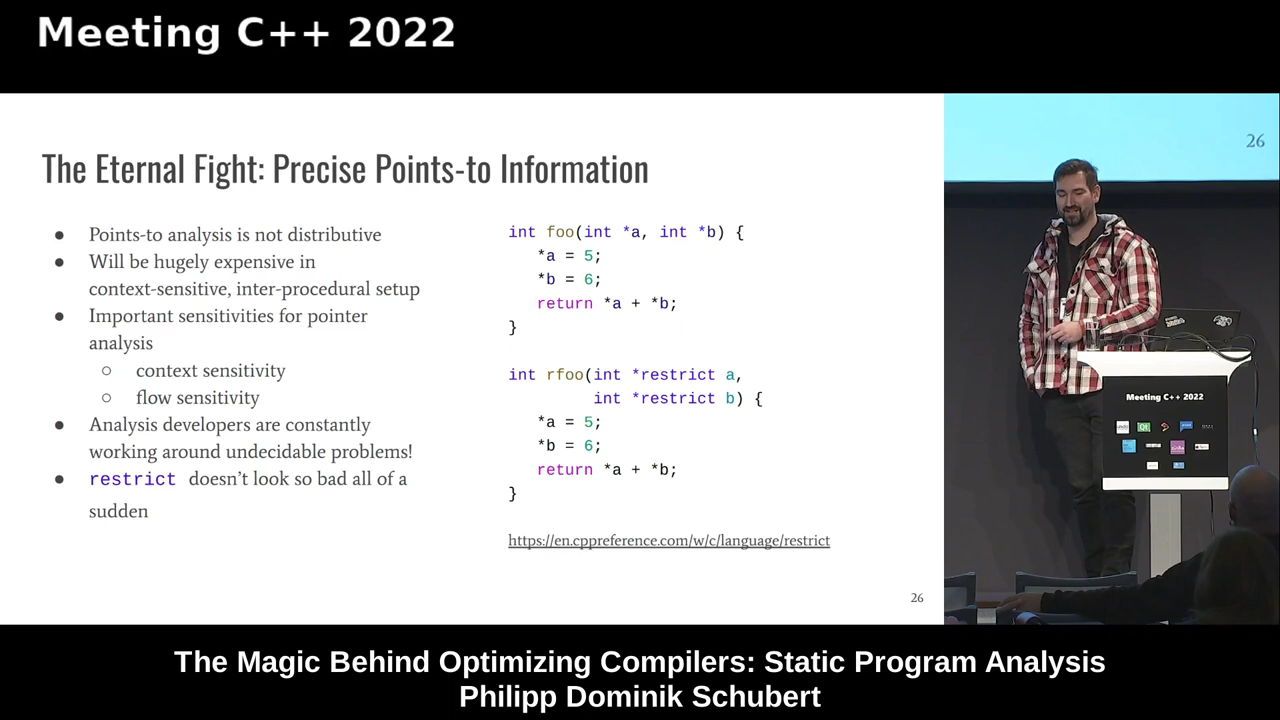 Meeting C++ 2022
The Eternal Fight: Precise Points-to Information
● Points-to analysis is not distributive
● Will be hugely expensive in
context-sensitive, inter-procedural setup
● Important sensitivities for pointer
analysis
○ context sensitivity
○ flow sensitivity
● Analysis developers are constantly
working around undecidable problems!
● restrict doesn't look so bad all of a
sudden
int foo(int *a, int *b) {
*a = 5;
*b = 6;
return *a + *b;
}
int rfoo(int *restrict a,
int *restrict b) {
*a = 5;
*b = 6;
return *a + *b;
}
https://en.cppreference.com/w/c/language/restrict
26
26
Meeting C++ 2022
Qt
The Magic Behind Optimizing Compilers: Static Program Analysis
Philipp Dominik Schubert